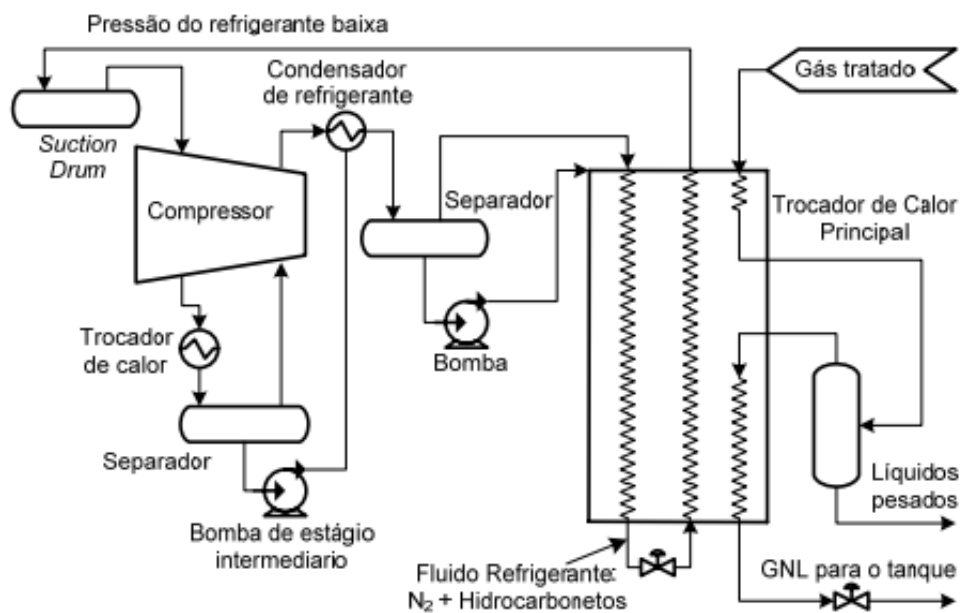 Pressão do refrigerante baixa
Condensador
de refrigerante
Gás tratado
Suction
Drum
Compressor
Separador
Trocador de Calor
Principal
Trocador
de calor
Bomba
Separador
Líquidos
pesados
Bomba de estágio
intermediario
Fluido Refrigerante:
N₂ + Hidrocarbonetos
GNL para o tanque